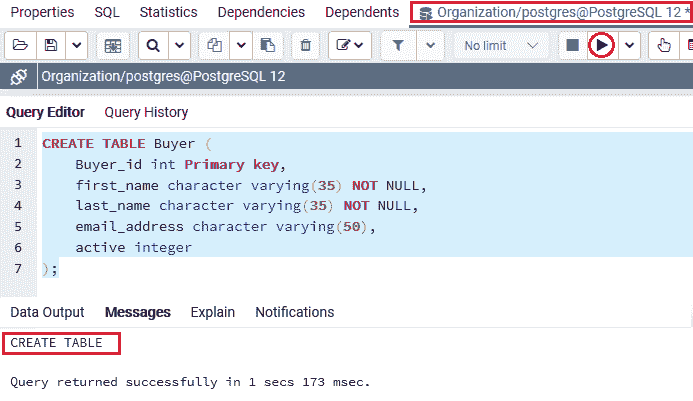 Properties SQL Statistics Dependencies Dependents Organization/postgres@PostgreSQL 12 *
No limit
Organization/postgres@PostgreSQL 12
Query Editor Query History
1 CREATE TABLE Buyer (
2 Buyer_id int Primary key,
3 first_name character varying(35) NOT NULL,
4 last_name character varying(35) NOT NULL,
5 email_address character varying(50),
6 active integer
7 );
Data Output Messages Explain Notifications
CREATE TABLE
Query returned successfully in 1 secs 173 msec.